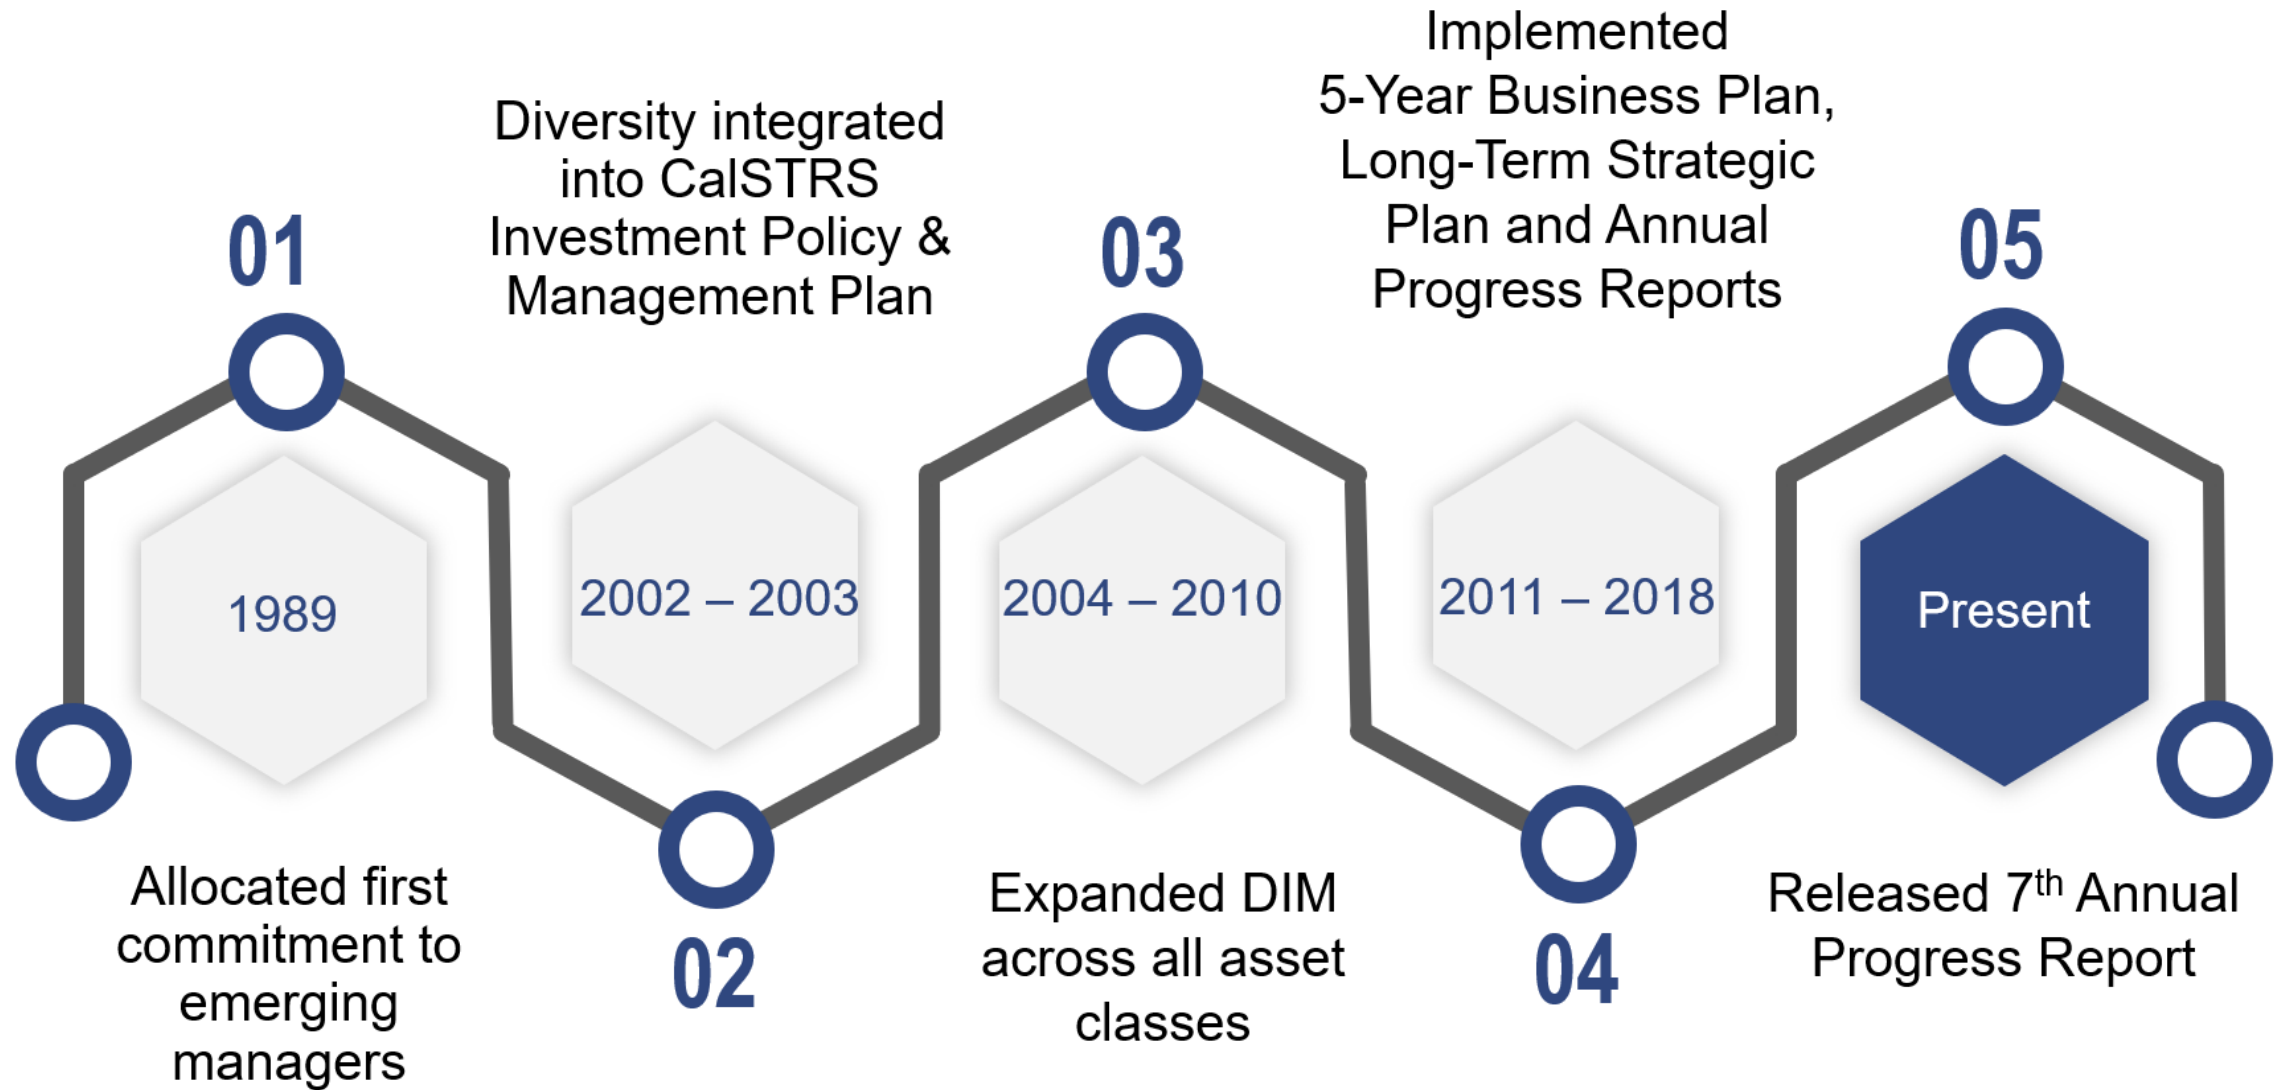 01
1989
Allocated first
commitment to
emerging
managers
Diversity integrated
into CalSTRS
Investment Policy &
Management Plan
2002 – 2003
02
03
2004 – 2010
Expanded DIM
across all asset
classes
Implemented
5-Year Business Plan,
Long-Term Strategic
Plan and Annual
Progress Reports
2011 – 2018
04
05
Present
Released 7th Annual
Progress Report